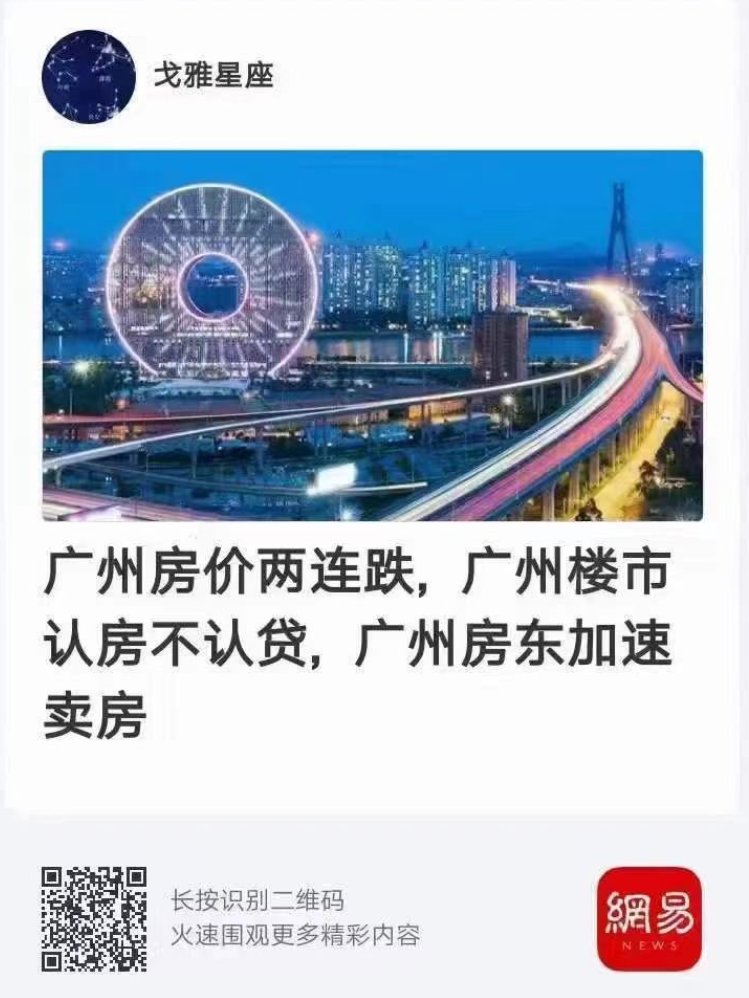 戈雅星座
广州房价两连跌，广州楼市
认房不认贷，广州房东加速
卖房
长按识别二维码
火速围观更多精彩内容
網易
NEWS